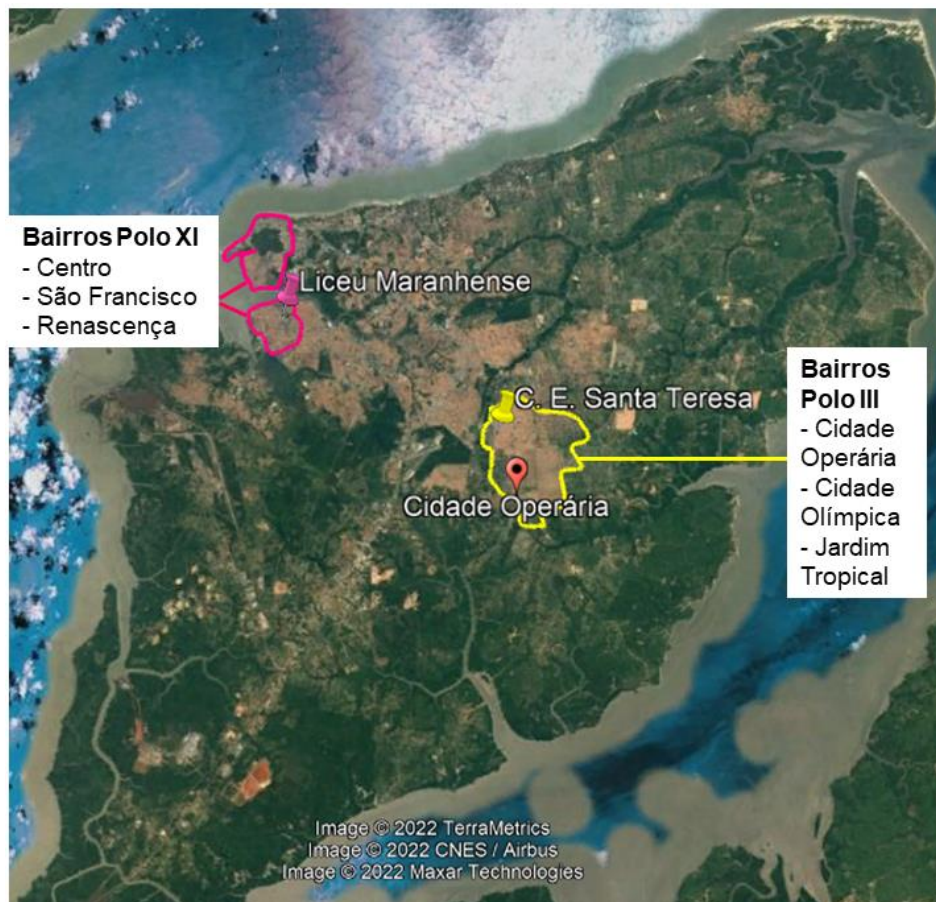 Bairros Polo XI
- Centro
- São Francisco
- Renascença
Liceu Maranhense
C. E. Santa Teresa
Cidade Operária
Bairros
Polo III
- Cidade
Operária
- Cidade
Olímpica
- Jardim
Tropical
Image © 2022 TerraMetrics
Image © 2022 CNES / Airbus
Image © 2022 Maxar Technologies